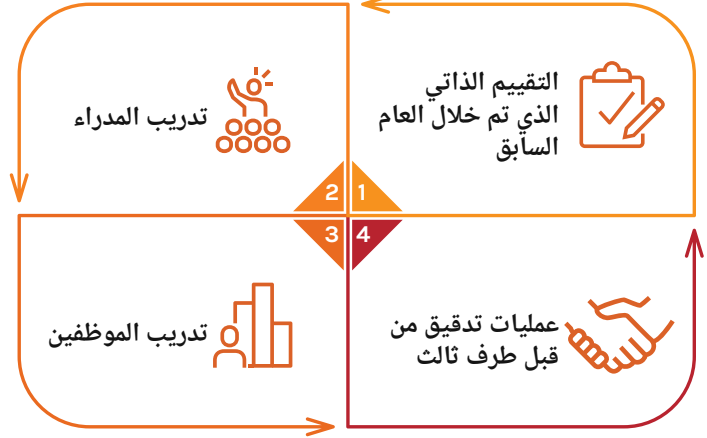 التقييم الذاتي
الذي تم خلال العام
السابق
تدريب المدراء
2
1
3
4
تدريب الموظفين
عمليات تدقيق من
قبل طرف ثالث